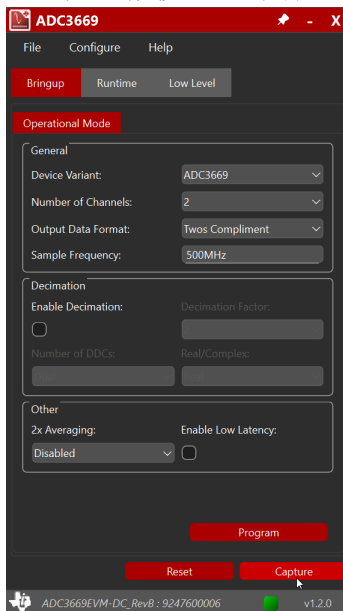 ADC3669 - X
File Configure Help
Bringup Runtime Low Level
Operational Mode
General
Device Variant: ADC3669
Number of Channels: 2
Output Data Format: Twos Compliment
Sample Frequency: 500MHz
Decimation
Enable Decimation: Decimation Factor:
Number of DDCs: Real/Complex:
Other
2x Averaging: Enable Low Latency:
Disabled
Program
Reset Capture
ADC3669EVM-DC_RevB : 9247600006 v1.2.0